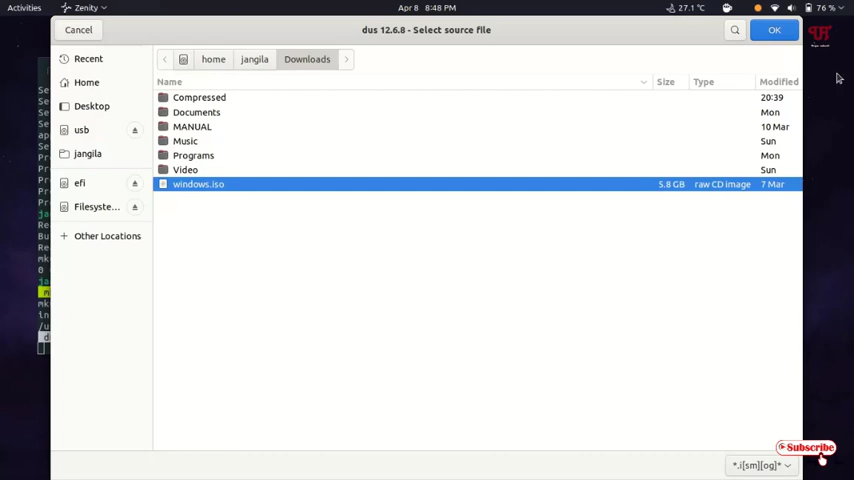 Activities Zenity Apr 8 8:48 PM 27.1 °C 76 %
Cancel dus 12.6.8 - Select source file OK
Recent
Home
Desktop
usb
jangila
efi
Filesyste...
Other Locations
home jangila Downloads
Name Size Type Modified
Compressed 20:39
Documents Mon
MANUAL 10 Mar
Music Sun
Programs Mon
Video Sun
windows.iso 5.8 GB raw CD image 7 Mar
Subscribe
*.i[sm][og]*